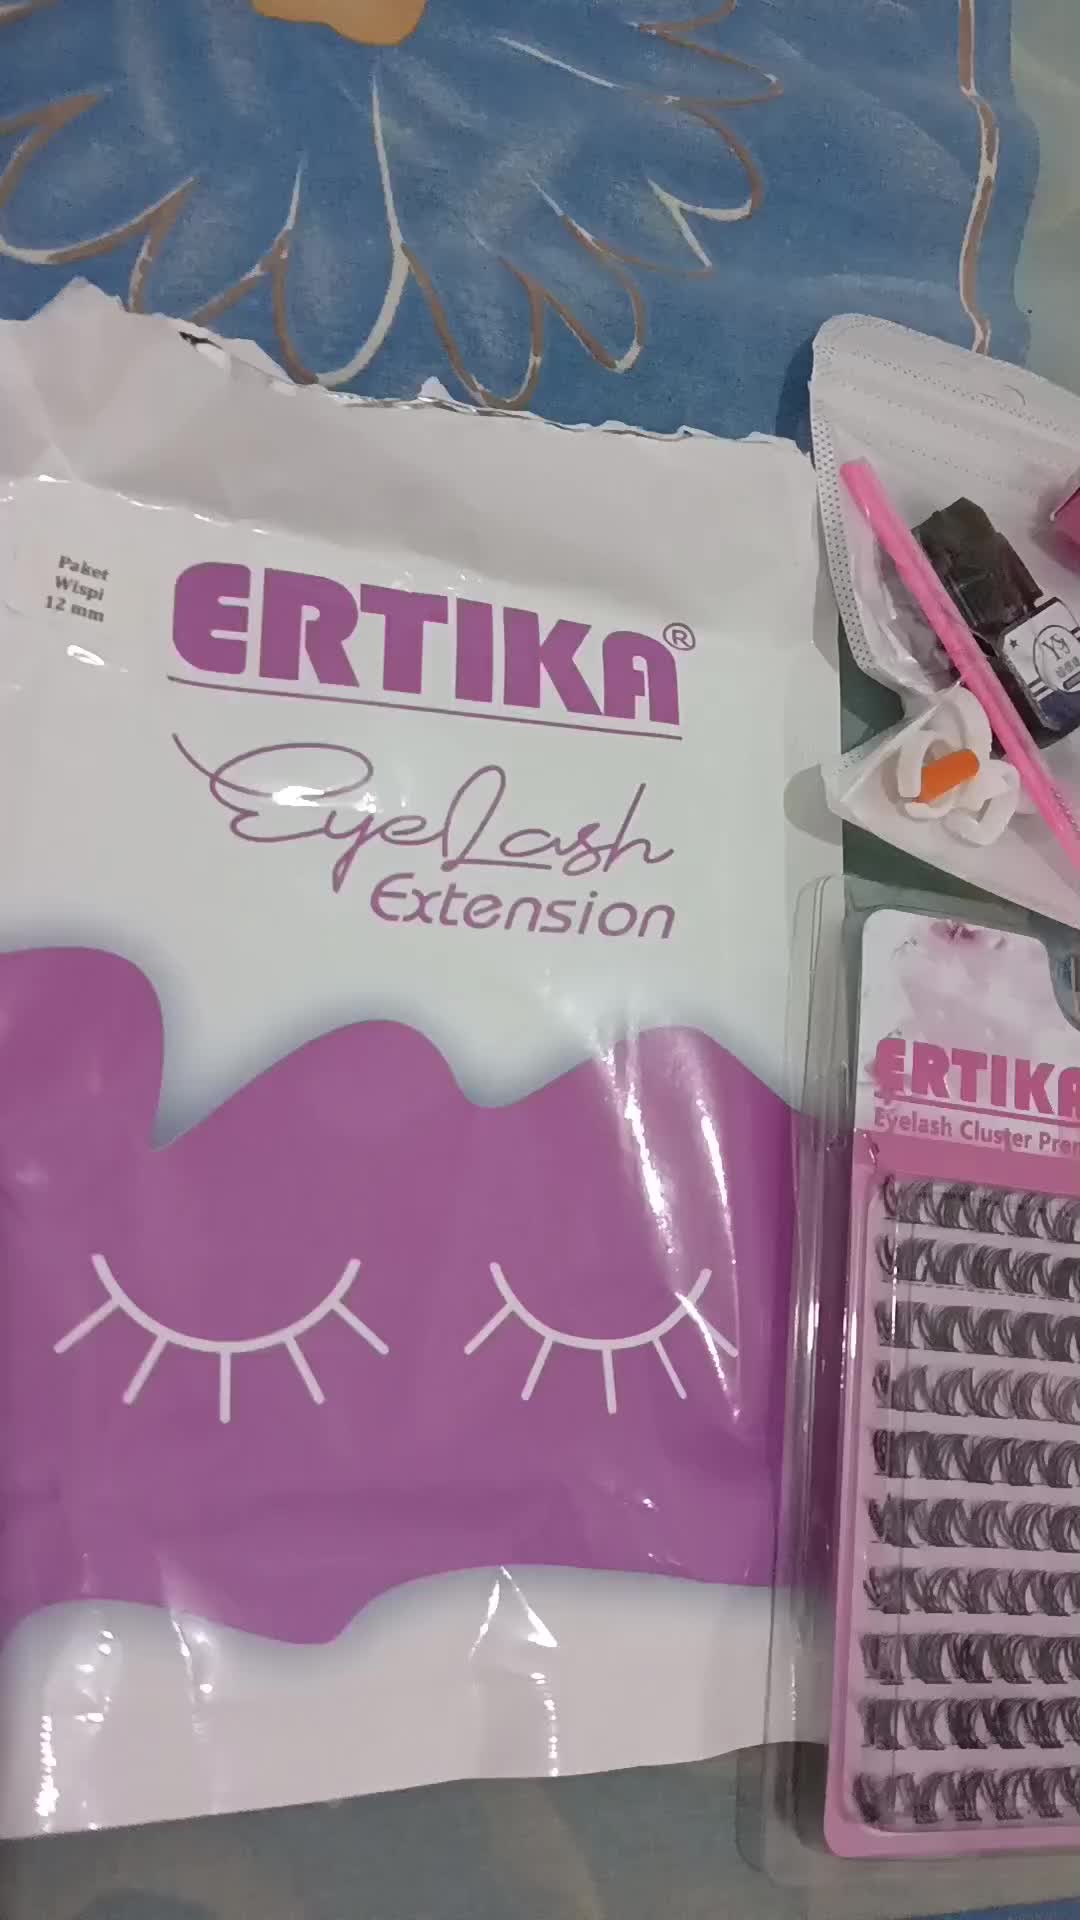 Paket
Wispi
12 mm
ERTIKA®
EyeLash
Extension
ERTIKA
Eyelash Cluster